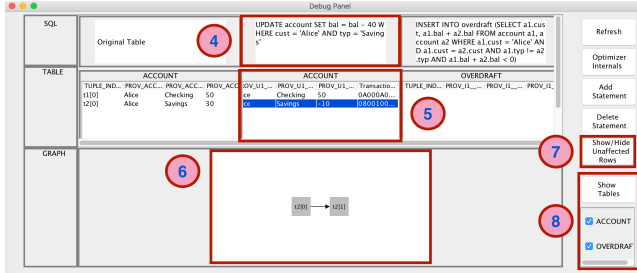 Debug Panel
SQL
Original Table
4
UPDATE account SET bal = bal - 40 W
HERE cust = 'Alice' AND typ = 'Saving
s'
INSERT INTO overdraft (SELECT a1.cus
t, a1.bal + a2.bal FROM account a1, a
ccount a2 WHERE a1.cust = 'Alice' AN
D a1.cust = a2.cust AND a1.typ != a2
.typ AND a1.bal + a2.bal < 0)
Refresh
Optimizer
Internals
Add
Statement
Delete
Statement
Show/Hide
Unaffected
Rows
7
Show
Tables
8
ACCOUNT
OVERDRAF
TABLE
ACCOUNT
TUPLE_IND... PROV_ACC... PROV_ACC... PROV_ACC
t1[0] Alice Checking 50
t2[0] Alice Savings 30
ACCOUNT
OV_U1_... PROV_U1_... PROV_U1_... Transactio...
ice Checking 50 0A000A0...
ice Savings -10 0800100...
5
OVERDRAFT
TUPLE_IND... PROV_I1__... PROV_I1__... PROV_I1_
GRAPH
6
t2[0] t2[1]